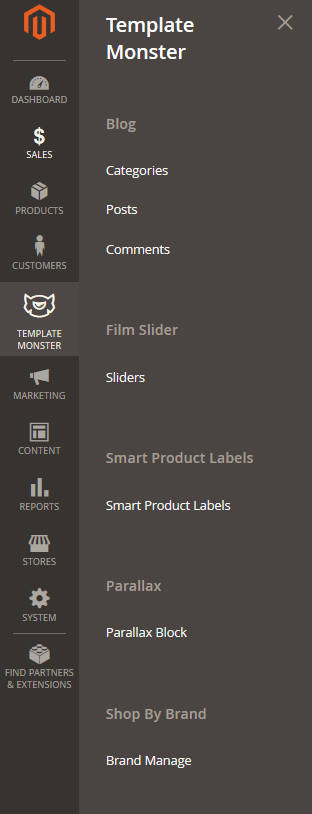 DASHBOARD
SALES
PRODUCTS
CUSTOMERS
TEMPLATE
MONSTER
MARKETING
CONTENT
REPORTS
STORES
SYSTEM
FIND PARTNERS
& EXTENSIONS
Template
Monster
Blog
Categories
Posts
Comments
Film Slider
Sliders
Smart Product Labels
Smart Product Labels
Parallax
Parallax Block
Shop By Brand
Brand Manage